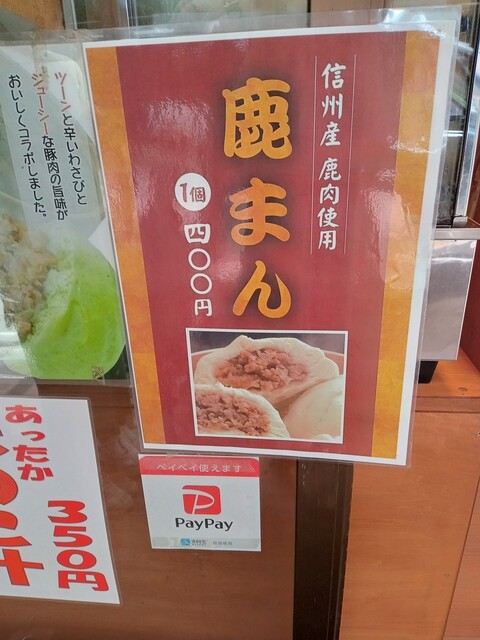 ツーンと辛いわさびと
ジューシーな豚肉の旨味が
おいしくコラボしました。
信州産 鹿肉使用
鹿まん
1個
四〇〇円
あったか
350円
ペイペイ使えます
PayPay